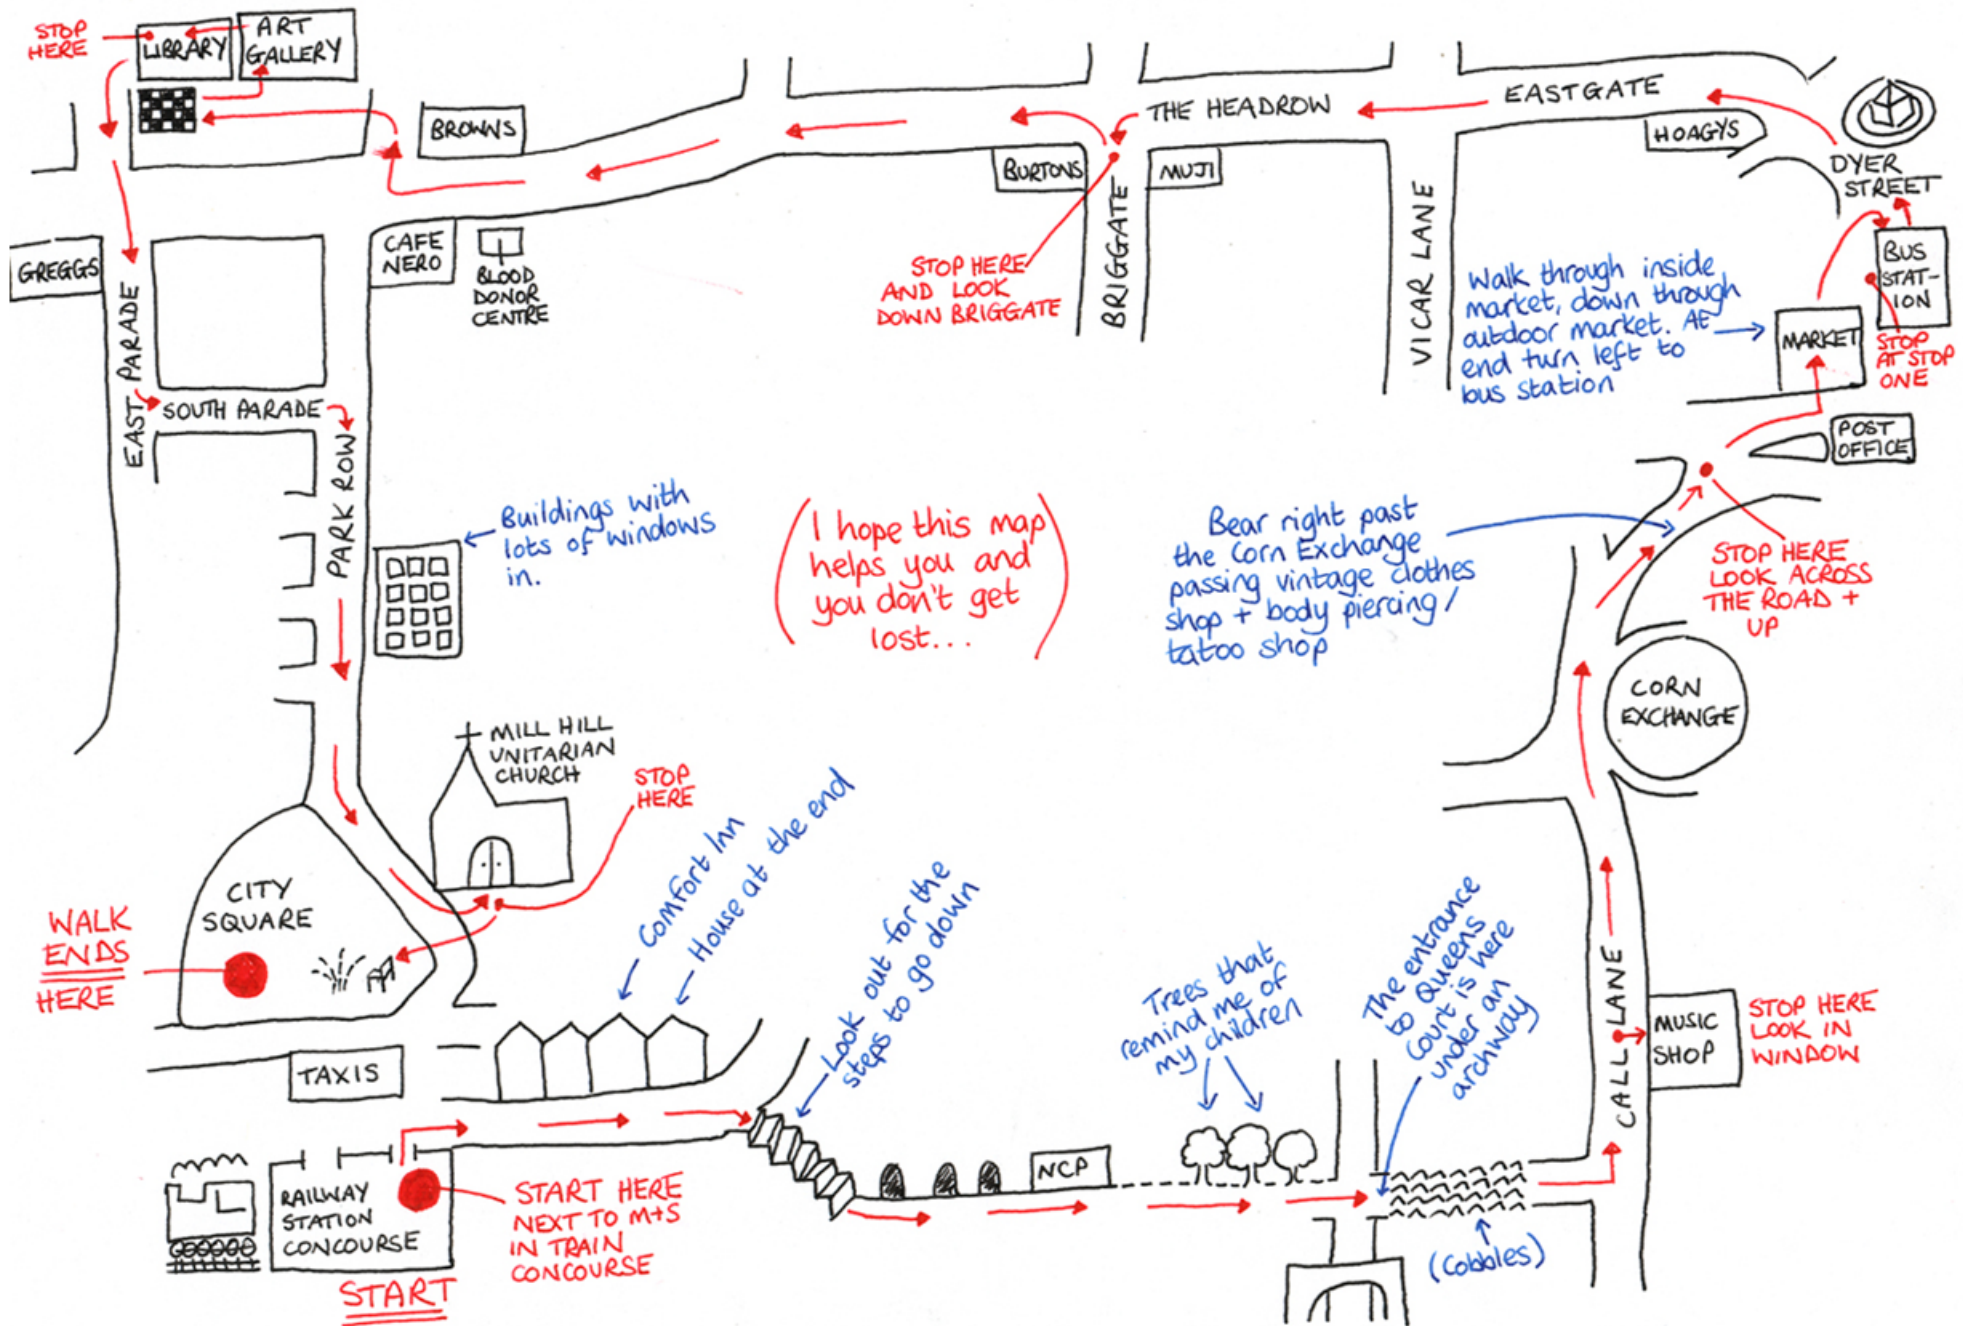 STOP
HERE
LIBRARY
ART
GALLERY
BROWNS
THE HEADROW
EASTGATE
HOAGYS
DYER
STREET
BURTONS
MUJI
BRIGGATE
VICAR LANE
STOP HERE
AND LOOK
DOWN BRIGGATE
GREGGS
CAFE
NERO
BLOOD
DONOR
CENTRE
EAST PARADE
SOUTH PARADE
PARK ROW
Walk through inside
market, down through
outdoor market. At
end turn left to
bus station
BUS
STAT-
ION
MARKET
STOP
AT STOP
ONE
POST
OFFICE
Buildings with
lots of windows
in.
I hope this map
helps you and
you don't get
lost...
Bear right past
the Corn Exchange
passing vintage clothes
shop + body piercing/
tatoo shop
STOP HERE
LOOK ACROSS
THE ROAD +
UP
CORN
EXCHANGE
MILL HILL
UNITARIAN
CHURCH
STOP
HERE
CITY
SQUARE
WALK
ENDS
HERE
Comfort Inn
House at the end
Look out for the
steps to go down
Trees that
remind me of
my children
The entrance
to Queens
Court is here
under an
archway
CALL LANE
MUSIC
SHOP
STOP HERE
LOOK IN
WINDOW
TAXIS
RAILWAY
STATION
CONCOURSE
START HERE
NEXT TO M+S
IN TRAIN
CONCOURSE
START
NCP
(Cobbles)